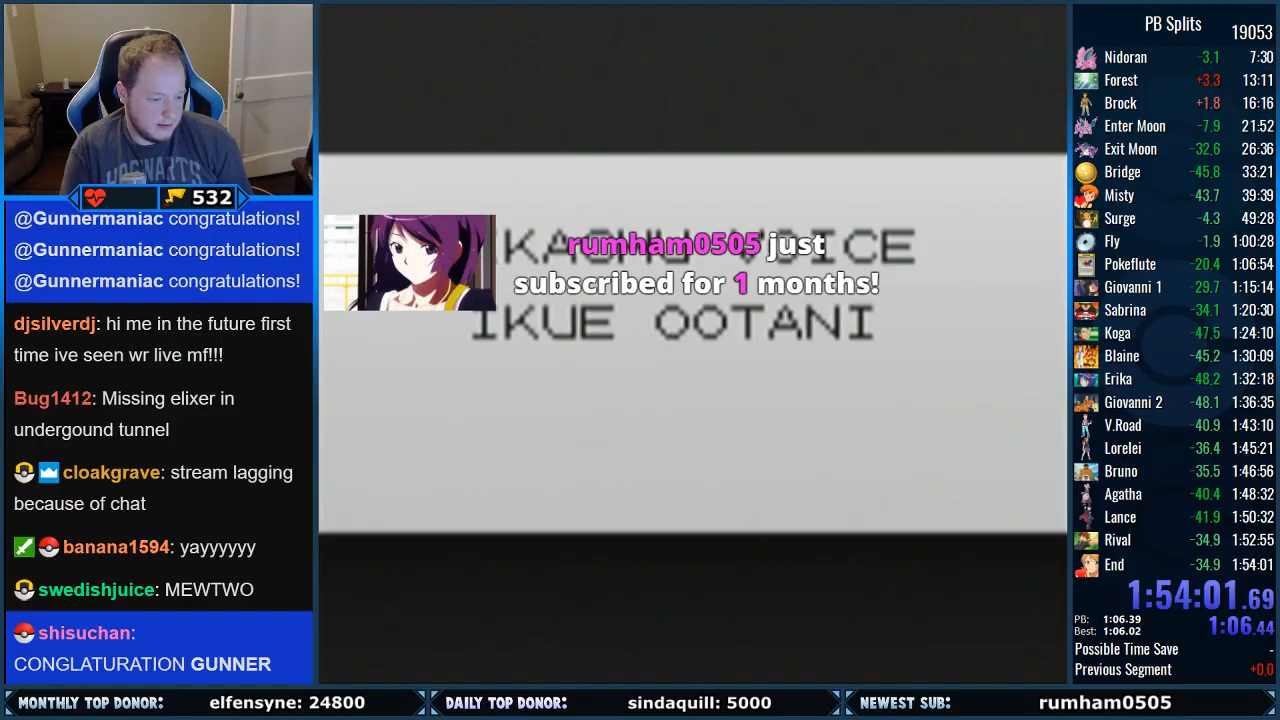 HOGWARTS
532
@Gunnermaniac congratulations!
@Gunnermaniac congratulations!
@Gunnermaniac congratulations!
djsilverdj: hi me in the future first
time ive seen wr live mf!!!
Bug1412: Missing elixer in
undergound tunnel
cloakgrave: stream lagging
because of chat
banana1594: yayyyyyy
swedishjuice: MEWTWO
shisuchan:
CONGLATURATION GUNNER
rumham0505 just
subscribed for 1 months!
IKUE OOTANI
PB Splits
19053
Nidoran -3.1 7:30
Forest +3.3 13:11
Brock +1.8 16:16
Enter Moon -7.9 21:52
Exit Moon -32.6 26:36
Bridge -45.8 33:21
Misty -43.7 39:39
Surge -4.3 49:28
Fly -1.9 1:00:28
Pokeflute -20.4 1:06:54
Giovanni 1 -29.7 1:15:14
Sabrina -34.1 1:20:30
Koga -47.5 1:24:10
Blaine -45.2 1:30:09
Erika -48.2 1:32:18
Giovanni 2 -48.1 1:36:35
V.Road -40.9 1:43:10
Lorelei -36.4 1:45:21
Bruno -35.5 1:46:56
Agatha -40.4 1:48:32
Lance -41.9 1:50:32
Rival -34.9 1:52:55
End -34.9 1:54:01
1:54:01.69
PB: 1:06.39
Best: 1:06.02
1:06.44
Possible Time Save -
Previous Segment +0.0
MONTHLY TOP DONOR: elfensyne: 24800
DAILY TOP DONOR: sindaquill: 5000
NEWEST SUB: rumham0505